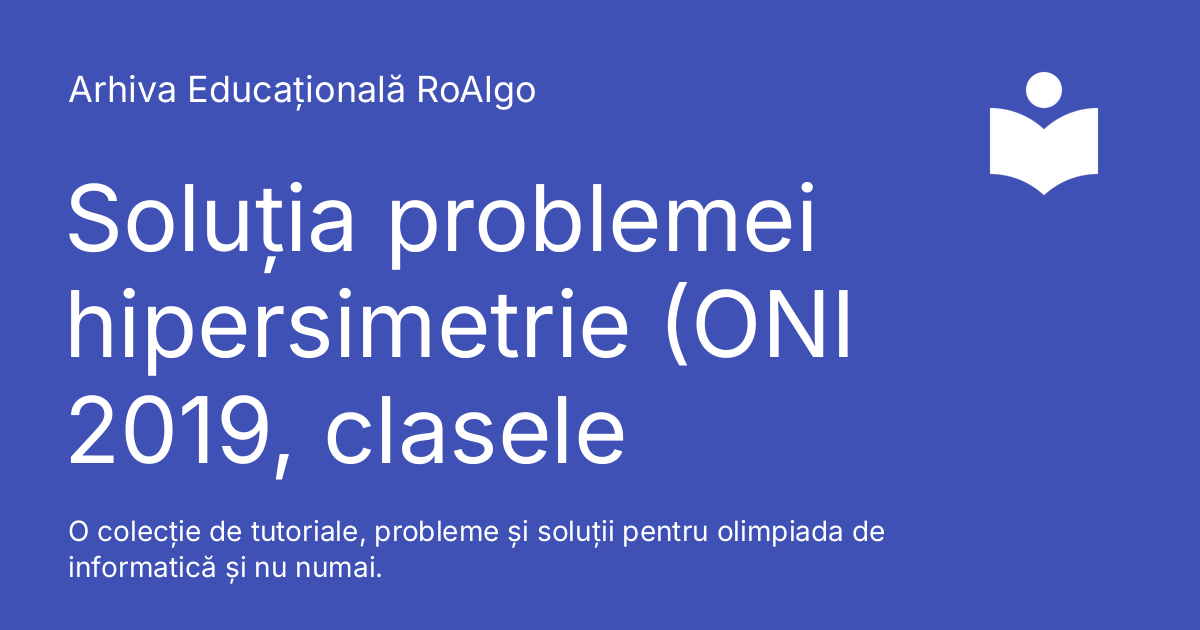 Arhiva Educațională RoAlgo
Soluția problemei
hipersimetrie (ONI
2019, clasele
O colecție de tutoriale, probleme și soluții pentru olimpiada de
informatică și nu numai.